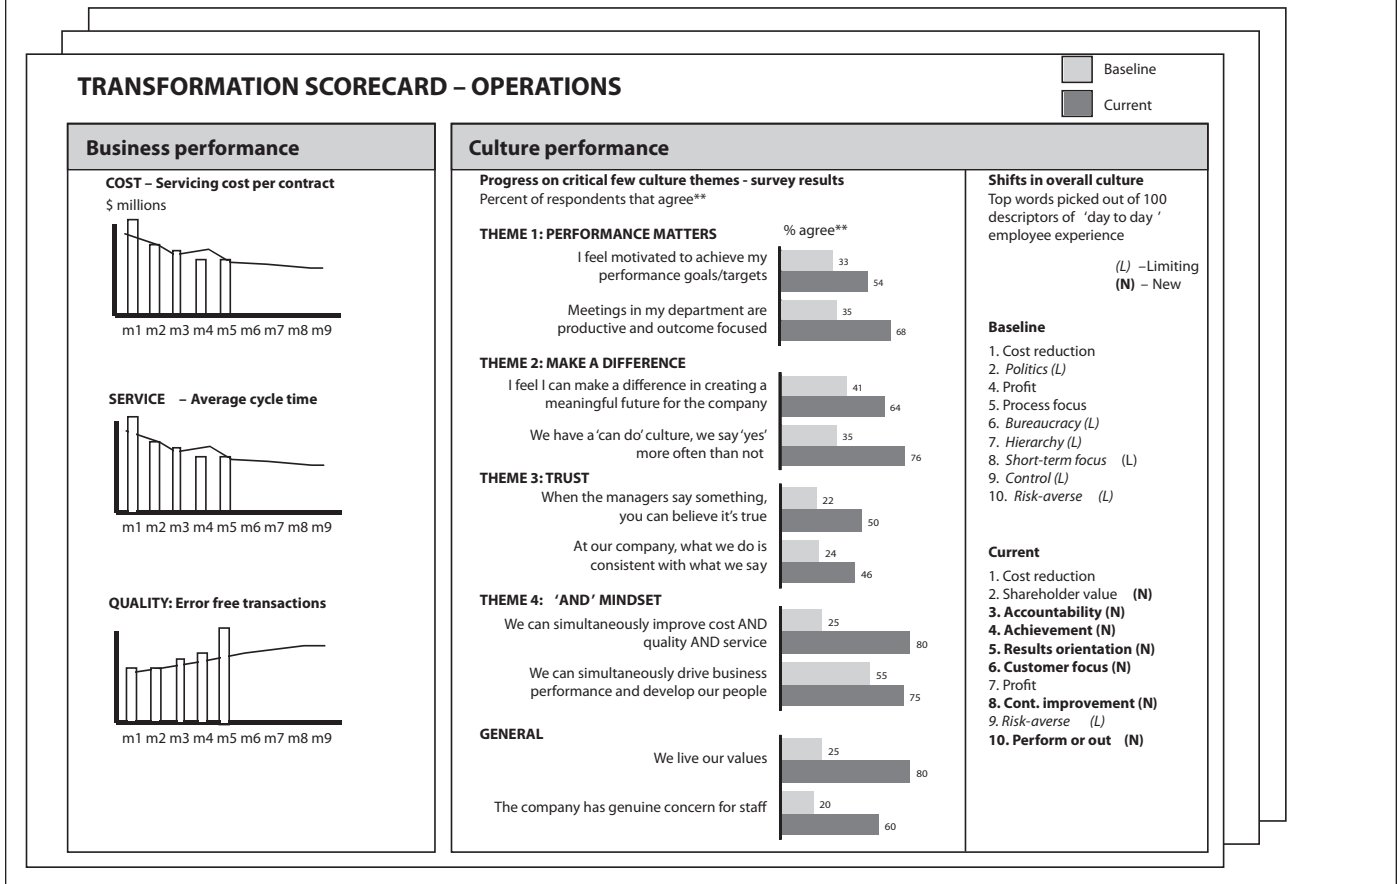 TRANSFORMATION SCORECARD – OPERATIONS
Baseline
Current
Business performance
COST – Servicing cost per contract
$ millions
m1 m2 m3 m4 m5 m6 m7 m8 m9
SERVICE – Average cycle time
m1 m2 m3 m4 m5 m6 m7 m8 m9
QUALITY: Error free transactions
m1 m2 m3 m4 m5 m6 m7 m8 m9
Culture performance
Progress on critical few culture themes - survey results
Percent of respondents that agree**
% agree**
THEME 1: PERFORMANCE MATTERS
I feel motivated to achieve my
performance goals/targets
33
54
Meetings in my department are
productive and outcome focused
35
68
THEME 2: MAKE A DIFFERENCE
I feel I can make a difference in creating a
meaningful future for the company
41
64
We have a 'can do' culture, we say 'yes'
more often than not
35
76
THEME 3: TRUST
When the managers say something,
you can believe it's true
22
50
At our company, what we do is
consistent with what we say
24
46
THEME 4: 'AND' MINDSET
We can simultaneously improve cost AND
quality AND service
25
80
We can simultaneously drive business
performance and develop our people
55
75
GENERAL
We live our values
25
80
The company has genuine concern for staff
20
60
Shifts in overall culture
Top words picked out of 100
descriptors of 'day to day '
employee experience
(L) –Limiting
(N) – New
Baseline
1. Cost reduction
2. Politics (L)
4. Profit
5. Process focus
6. Bureaucracy (L)
7. Hierarchy (L)
8. Short-term focus (L)
9. Control (L)
10. Risk-averse (L)
Current
1. Cost reduction
2. Shareholder value (N)
3. Accountability (N)
4. Achievement (N)
5. Results orientation (N)
6. Customer focus (N)
7. Profit
8. Cont. improvement (N)
9. Risk-averse (L)
10. Perform or out (N)